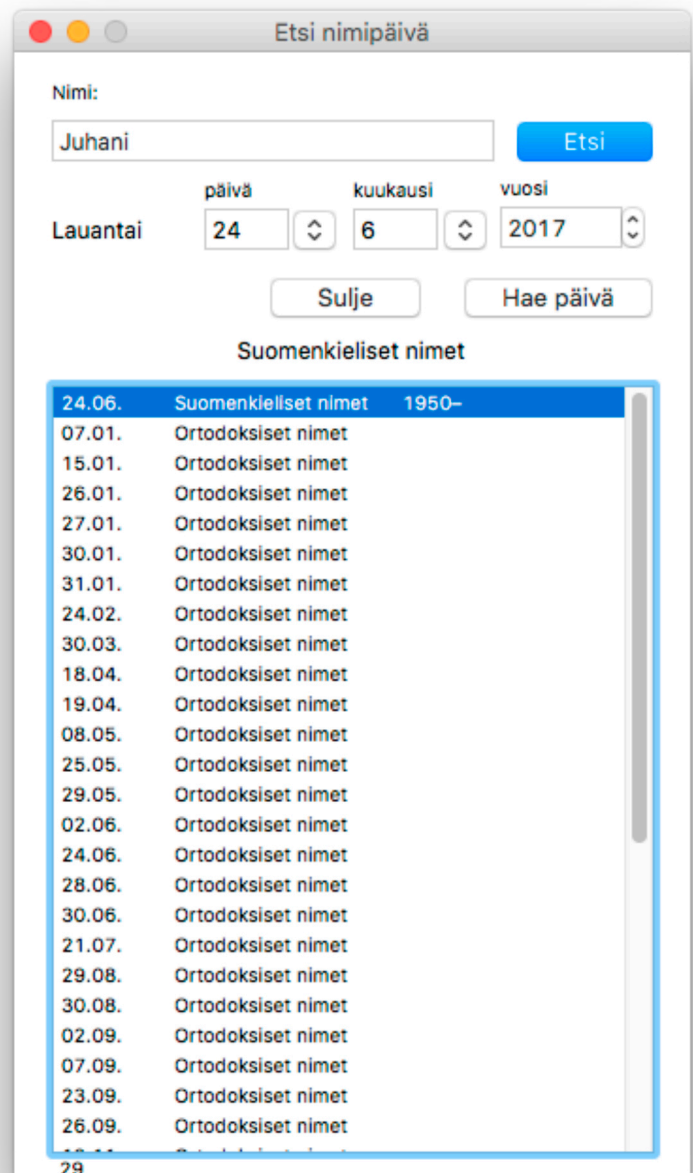 Etsi nimipäivä
Nimi:
Juhani Etsi
päivä kuukausi vuosi
Lauantai 24 6 2017
Sulje Hae päivä
Suomenkieliset nimet
24.06. Suomenkieliset nimet 1950–
07.01. Ortodoksiset nimet
15.01. Ortodoksiset nimet
26.01. Ortodoksiset nimet
27.01. Ortodoksiset nimet
30.01. Ortodoksiset nimet
31.01. Ortodoksiset nimet
24.02. Ortodoksiset nimet
30.03. Ortodoksiset nimet
18.04. Ortodoksiset nimet
19.04. Ortodoksiset nimet
08.05. Ortodoksiset nimet
25.05. Ortodoksiset nimet
29.05. Ortodoksiset nimet
02.06. Ortodoksiset nimet
24.06. Ortodoksiset nimet
28.06. Ortodoksiset nimet
30.06. Ortodoksiset nimet
21.07. Ortodoksiset nimet
29.08. Ortodoksiset nimet
30.08. Ortodoksiset nimet
02.09. Ortodoksiset nimet
07.09. Ortodoksiset nimet
23.09. Ortodoksiset nimet
26.09. Ortodoksiset nimet
29